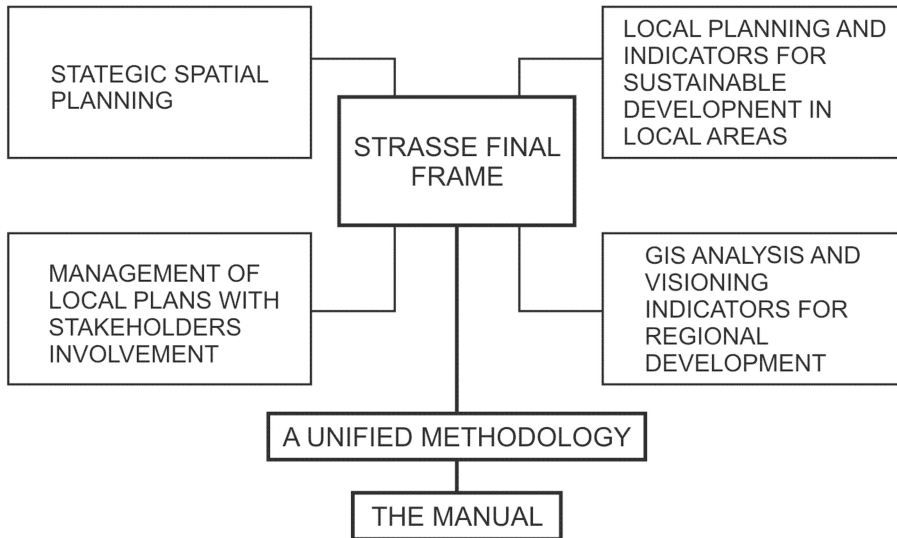 STATEGIC SPATIAL
PLANNING
LOCAL PLANNING AND
INDICATORS FOR
SUSTAINABLE
DEVELOPNENT IN
LOCAL AREAS
STRASSE FINAL
FRAME
MANAGEMENT OF
LOCAL PLANS WITH
STAKEHOLDERS
INVOLVEMENT
GIS ANALYSIS AND
VISIONING
INDICATORS FOR
REGIONAL
DEVELOPMENT
A UNIFIED METHODOLOGY
THE MANUAL